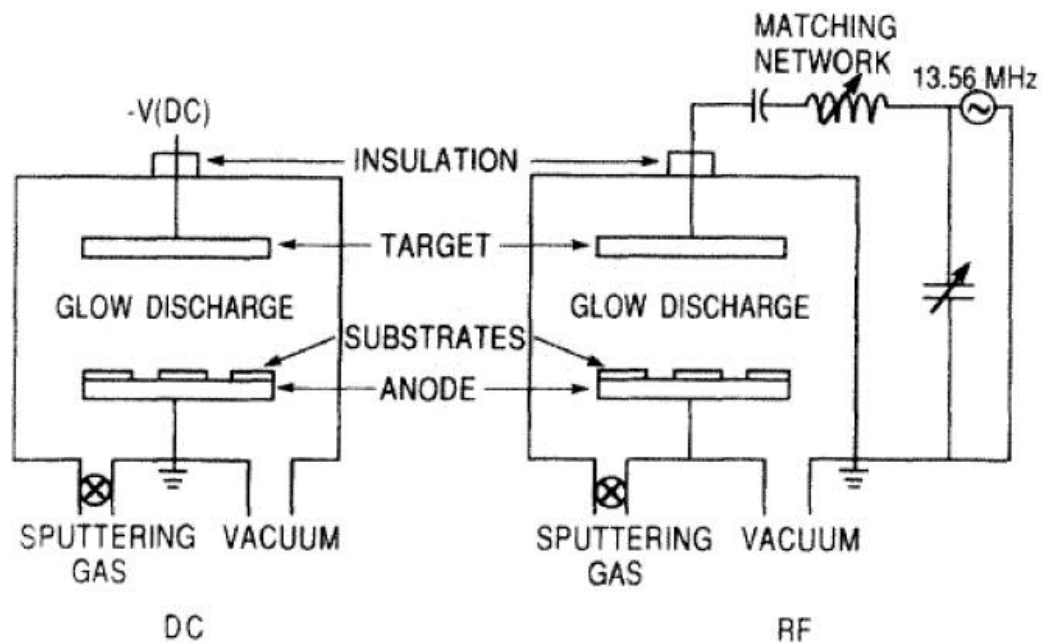 MATCHING
NETWORK
13.56 MHz
-V(DC)
INSULATION
TARGET
GLOW DISCHARGE
GLOW DISCHARGE
SUBSTRATES
ANODE
SPUTTERING
GAS
VACUUM
SPUTTERING
GAS
VACUUM
DC
RF